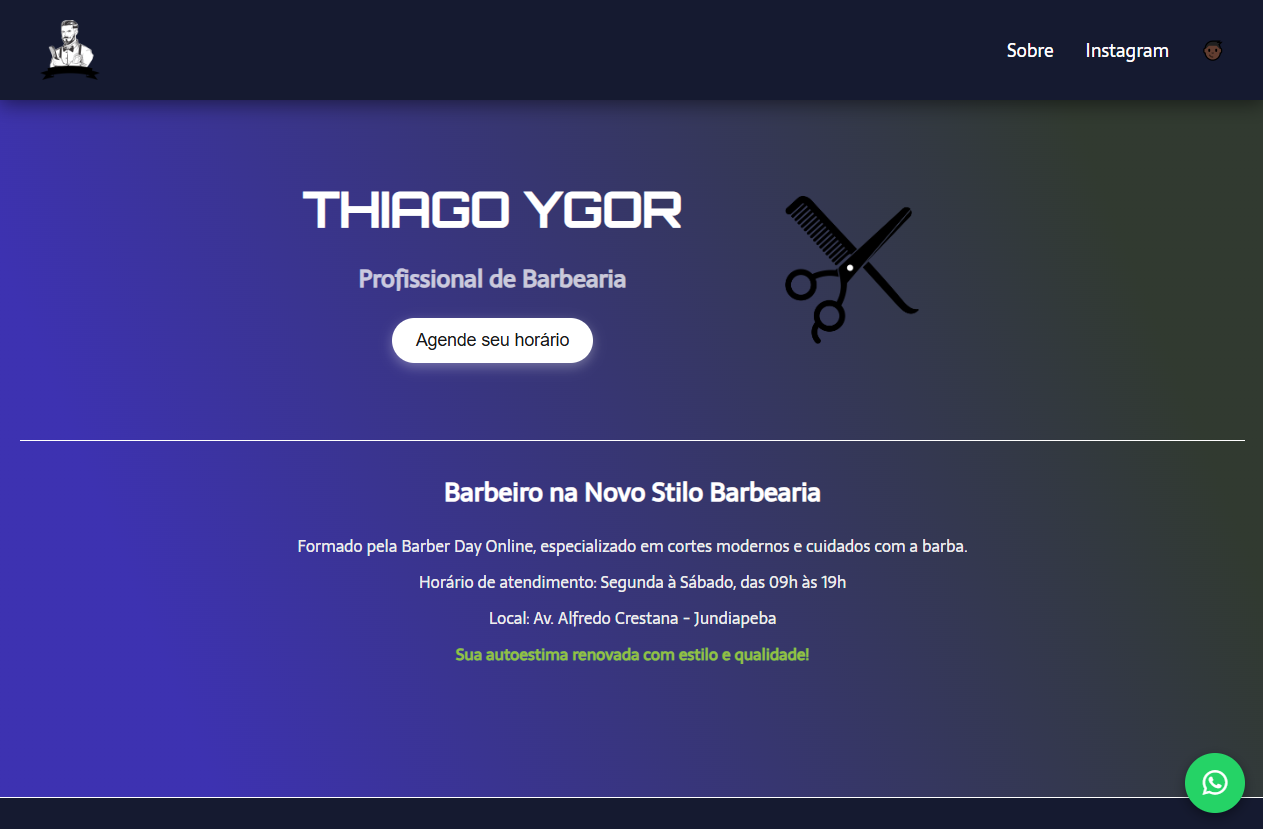 Sobre
Instagram
THIAGO YGOR
Profissional de Barbearia
Agende seu horário
Barbeiro na Novo Stilo Barbearia
Formado pela Barber Day Online, especializado em cortes modernos e cuidados com a barba.
Horário de atendimento: Segunda à Sábado, das 09h às 19h
Local: Av. Alfredo Crestana - Jundiapeba
Sua autoestima renovada com estilo e qualidade!